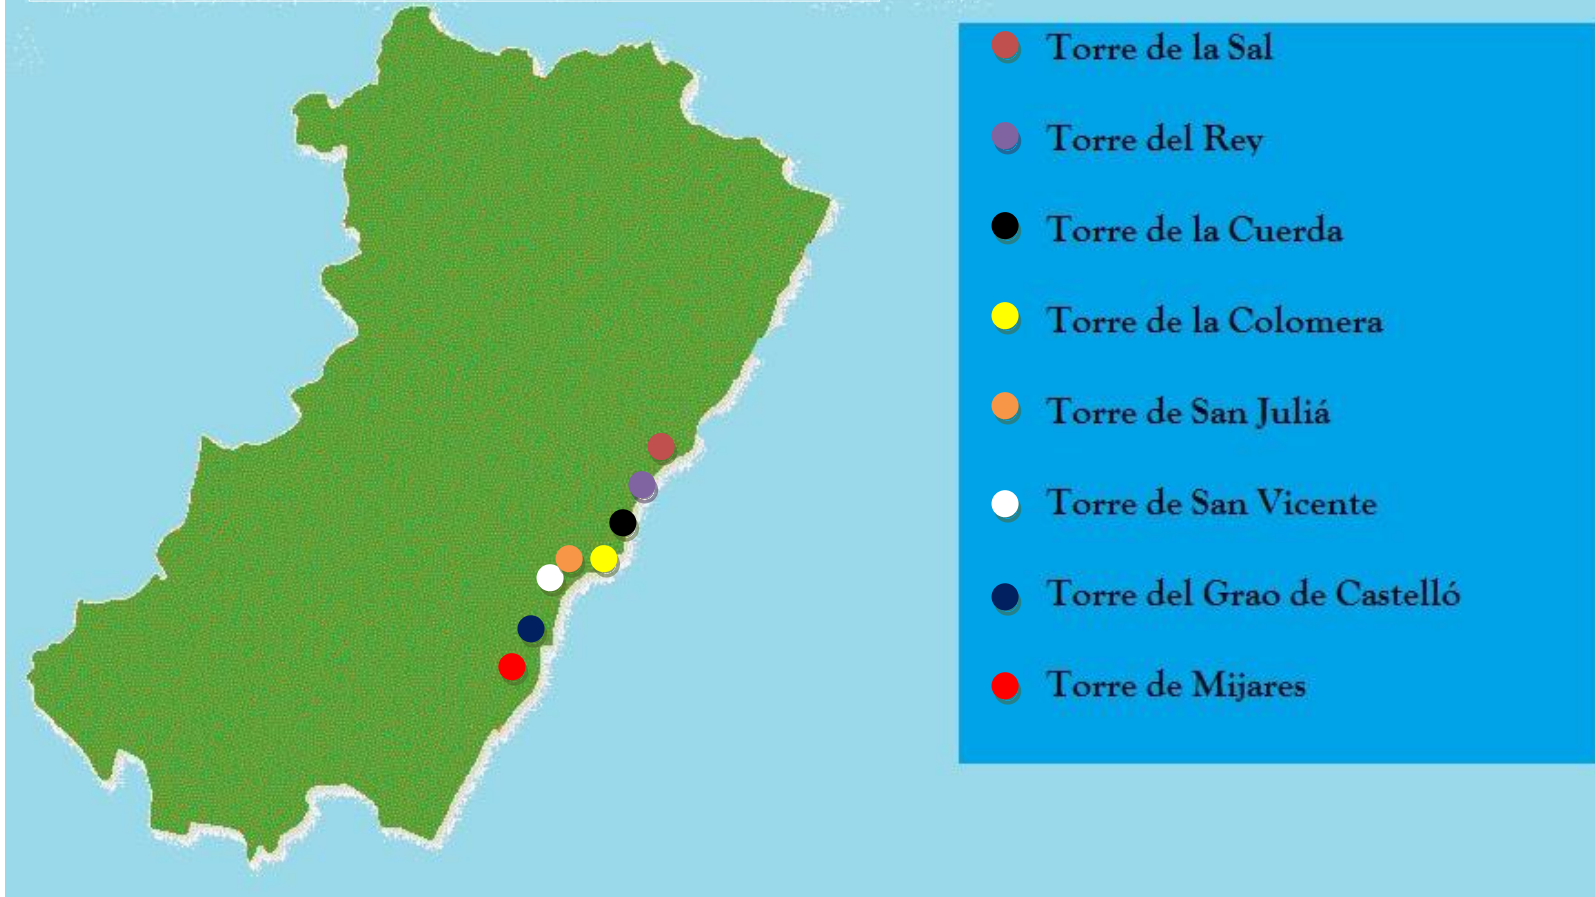 Torre de la Sal
Torre del Rey
Torre de la Cuerda
Torre de la Colomera
Torre de San Juliá
Torre de San Vicente
Torre del Grao de Castelló
Torre de Mijares